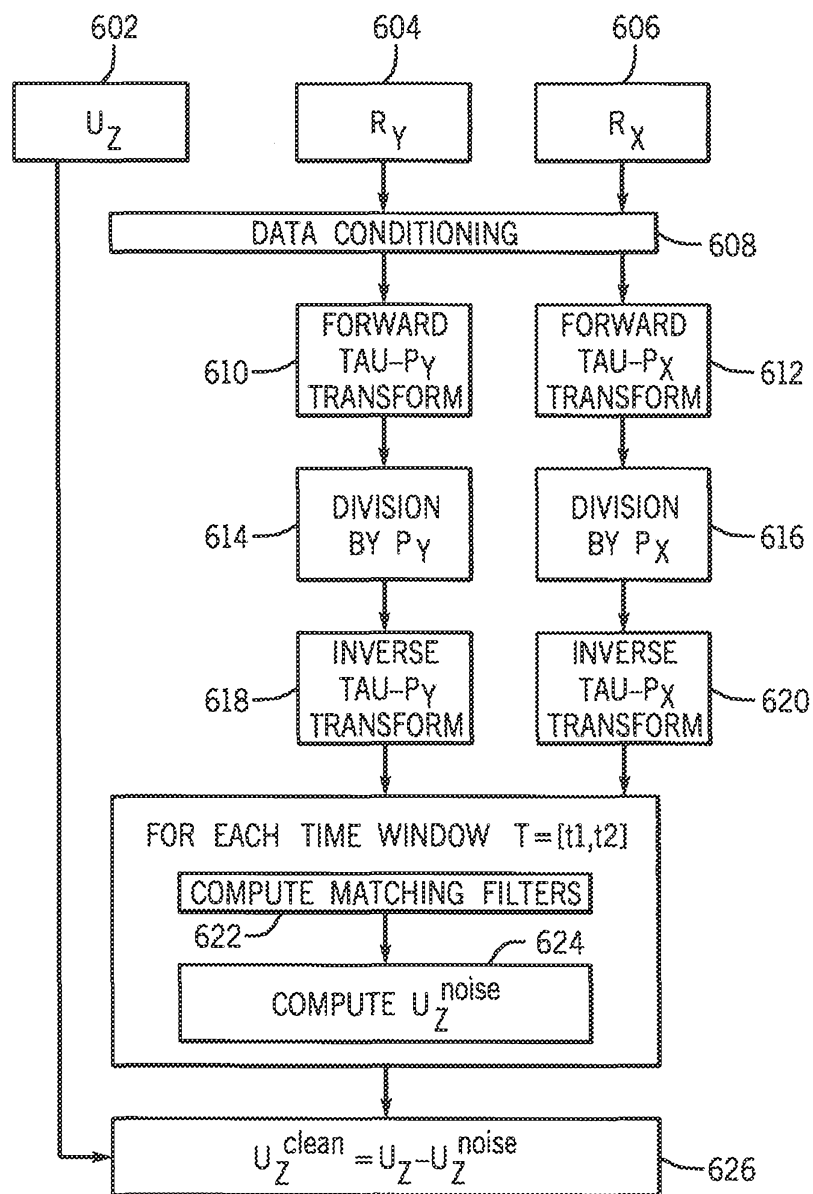 602
604
606
U_Z
R_Y
R_X
DATA CONDITIONING
608
FORWARD
TAU-P_Y
TRANSFORM
610
FORWARD
TAU-P_X
TRANSFORM
612
DIVISION
BY P_Y
614
DIVISION
BY P_X
616
INVERSE
TAU-P_Y
TRANSFORM
618
INVERSE
TAU-P_X
TRANSFORM
620
FOR EACH TIME WINDOW T=[t1,t2]
COMPUTE MATCHING FILTERS
622
624
COMPUTE U_Z^noise
U_Z^clean=U_Z-U_Z^noise
626